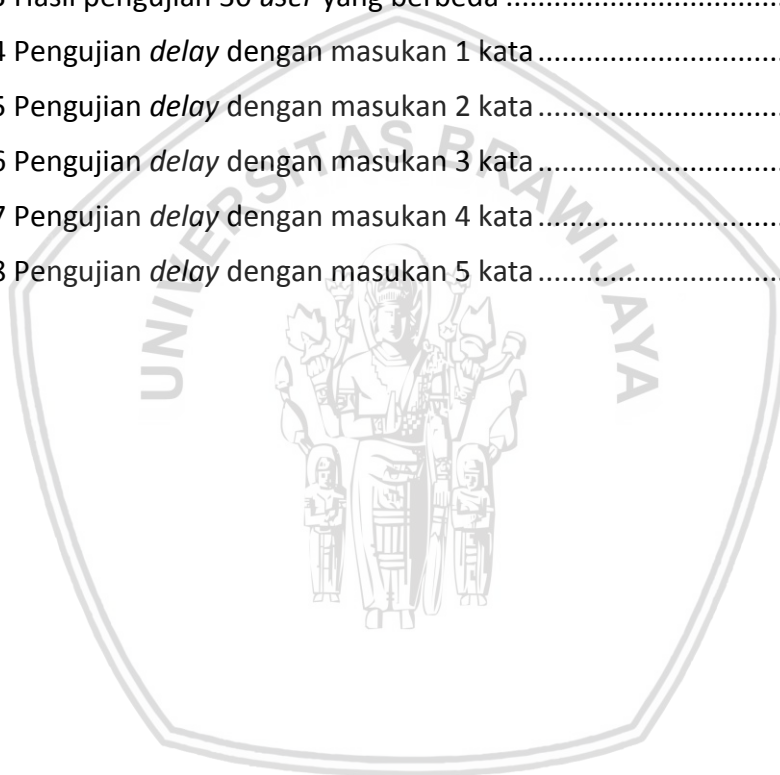 Hasil pengujian 30 user yang berbeda ..............................
4 Pengujian delay dengan masukan 1 kata ..............................
5 Pengujian delay dengan masukan 2 kata ..............................
6 Pengujian delay dengan masukan 3 kata ..............................
7 Pengujian delay dengan masukan 4 kata ..............................
8 Pengujian delay dengan masukan 5 kata ..............................
UNIVERSITAS BRAWIJAYA